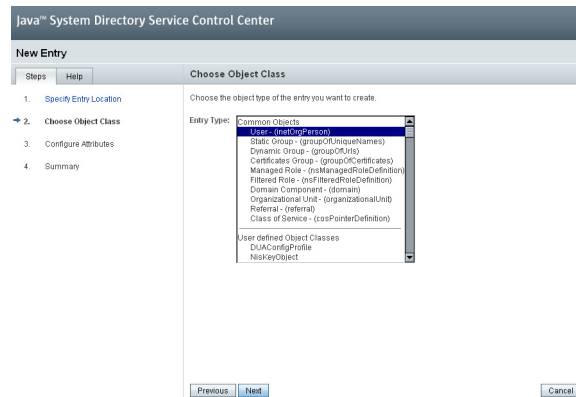 Java™ System Directory Service Control Center
New Entry
Steps Help
1. Specify Entry Location
2. Choose Object Class
3. Configure Attributes
4. Summary
Choose Object Class
Choose the object type of the entry you want to create.
Entry Type:
Common Objects
User - (inetOrgPerson)
Static Group - (groupOfUniqueNames)
Dynamic Group - (groupOfUrls)
Certificates Group - (groupOfCertificates)
Managed Role - (nsManagedRoleDefinition)
Filtered Role - (nsFilteredRoleDefinition)
Domain Component - (domain)
Organizational Unit - (organizationalUnit)
Referral - (referral)
Class of Service - (cosPointerDefinition)
User defined Object Classes
DUAConfigProfile
NisKeyObject
Previous Next Cancel